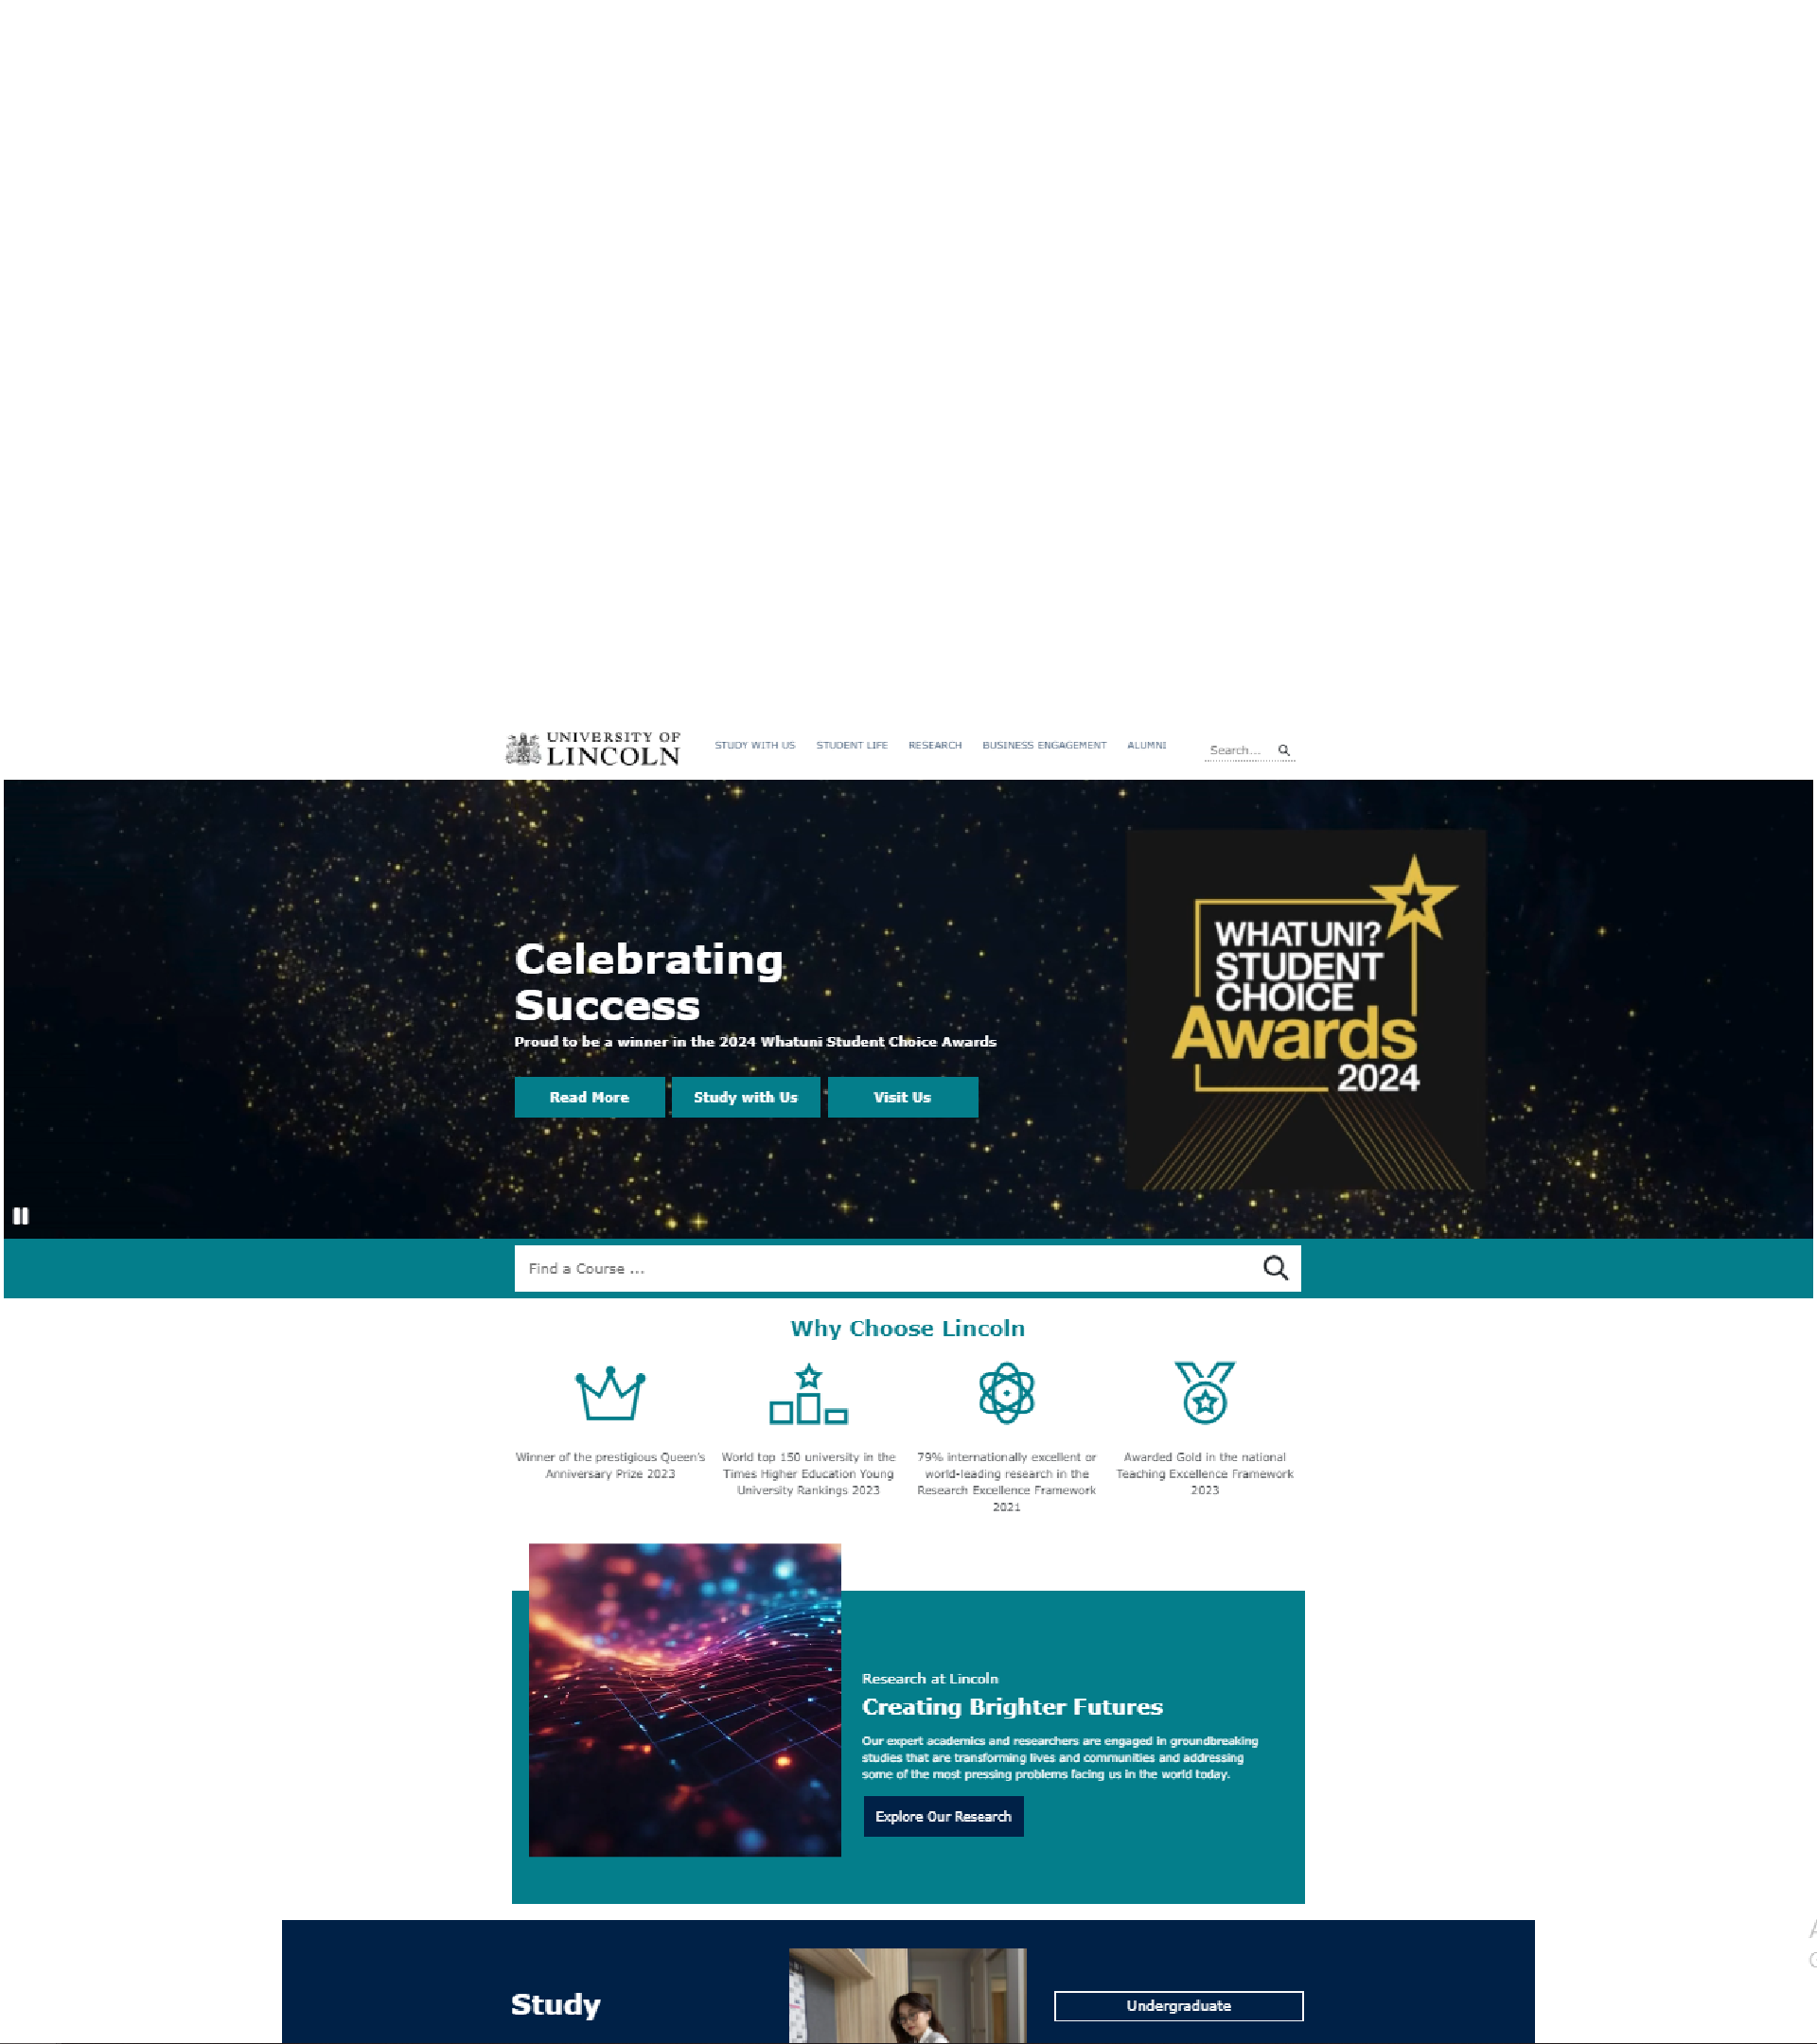 UNIVERSITY OF
LINCOLN
STUDY WITH US
STUDENT LIFE
RESEARCH
BUSINESS ENGAGEMENT
ALUMNI
Search...
Celebrating
Success
Proud to be a winner in the 2024 Whatuni Student Choice Awards
Read More
Study with Us
Visit Us
WHATUNI?
STUDENT
CHOICE
Awards
2024
Find a Course ...
Why Choose Lincoln
Winner of the prestigious Queen's
Anniversary Prize 2023
World top 150 university in the
Times Higher Education Young
University Rankings 2023
79% internationally excellent or
world-leading research in the
Research Excellence Framework
2021
Awarded Gold in the national
Teaching Excellence Framework
2023
Research at Lincoln
Creating Brighter Futures
Our expert academics and researchers are engaged in groundbreaking
studies that are transforming lives and communities and addressing
some of the most pressing problems facing us in the world today.
Explore Our Research
Study
Undergraduate